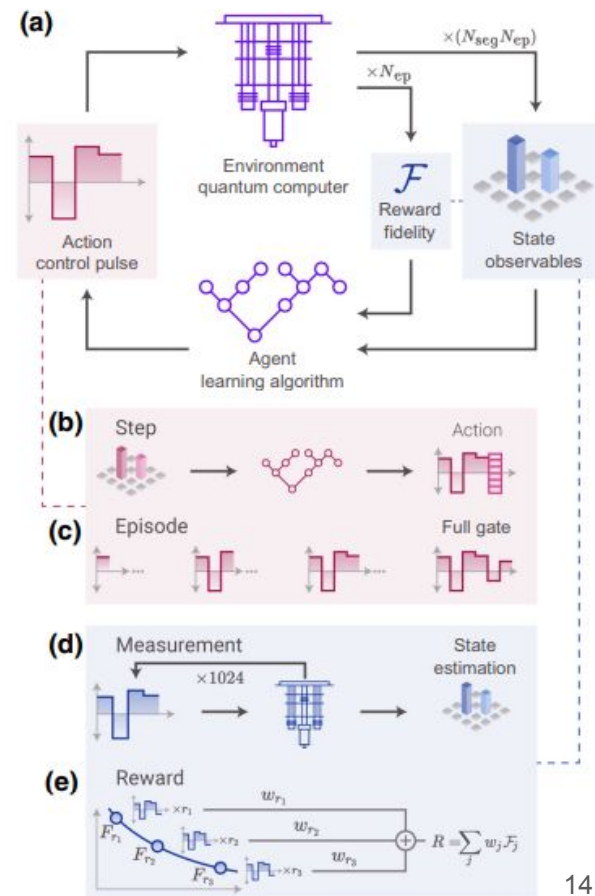 (a)
×(N_seg N_ep)
×N_ep
Environment
quantum computer
Action
control pulse
F
Reward
fidelity
State
observables
Agent
learning algorithm
(b)
Step
Action
(c)
Episode
Full gate
...
...
...
(d)
Measurement
×1024
State
estimation
(e)
Reward
F_r₁
×r₁
w_r₁
F_r₂
×r₂
w_r₂
F_r₃
×r₃
w_r₃
+
R = ∑_j w_j F_j
14